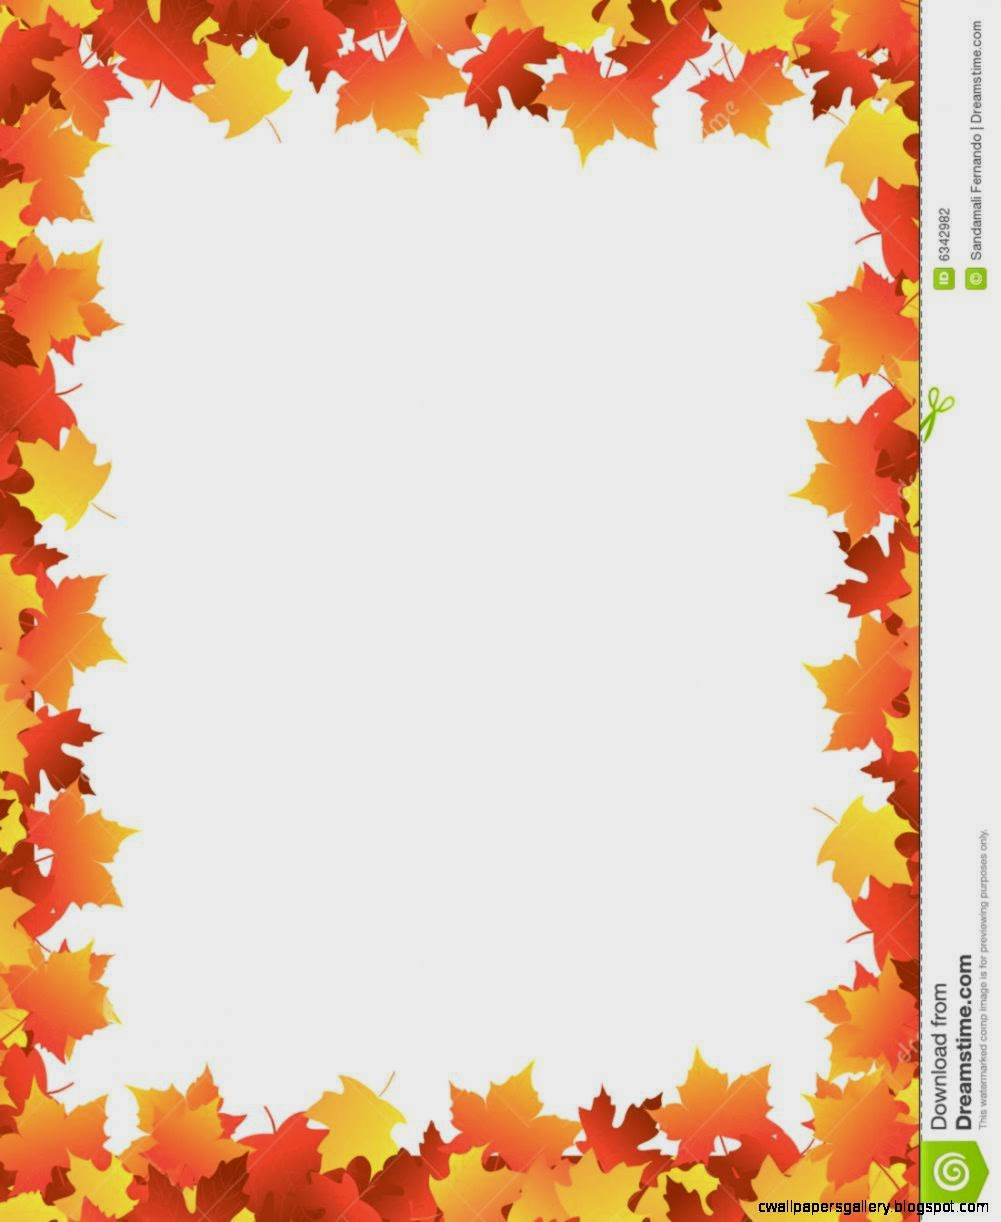 ID 6342982
© Sandamali Fernando | Dreamstime.com
Download from
Dreamstime.com
This watermarked comp image is for previewing purposes only.
cwallpapersgallery.blogspot.com